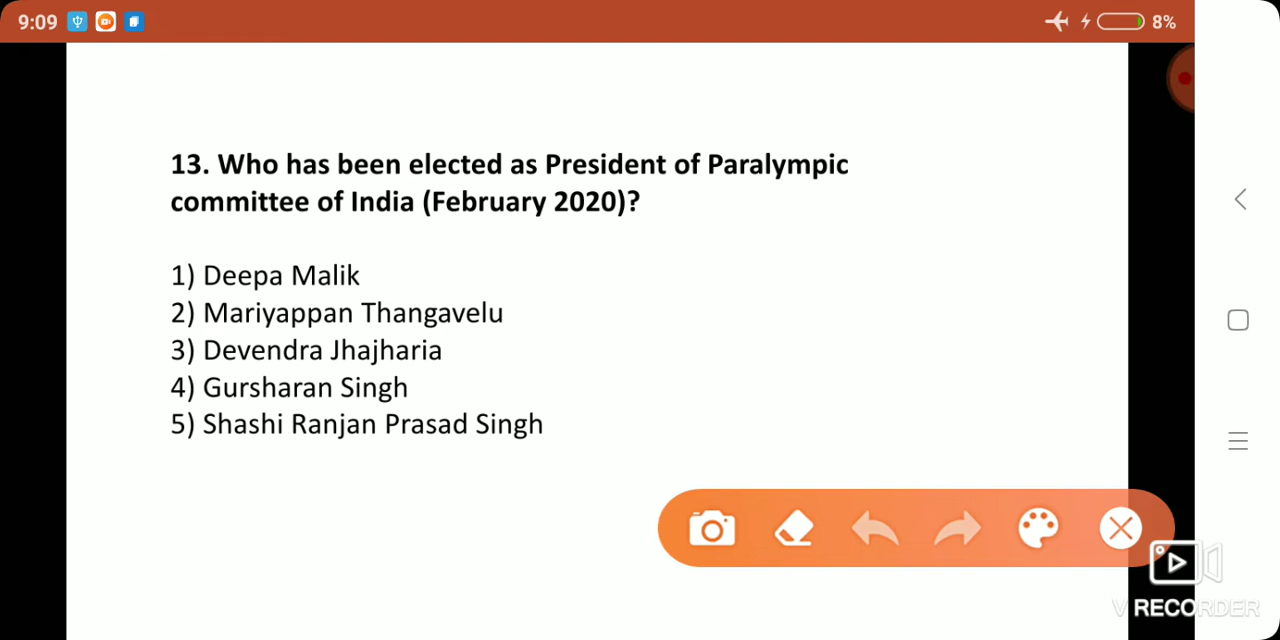 9:09
8%
13. Who has been elected as President of Paralympic
committee of India (February 2020)?
1) Deepa Malik
2) Mariyappan Thangavelu
3) Devendra Jhajharia
4) Gursharan Singh
5) Shashi Ranjan Prasad Singh
V RECORDER